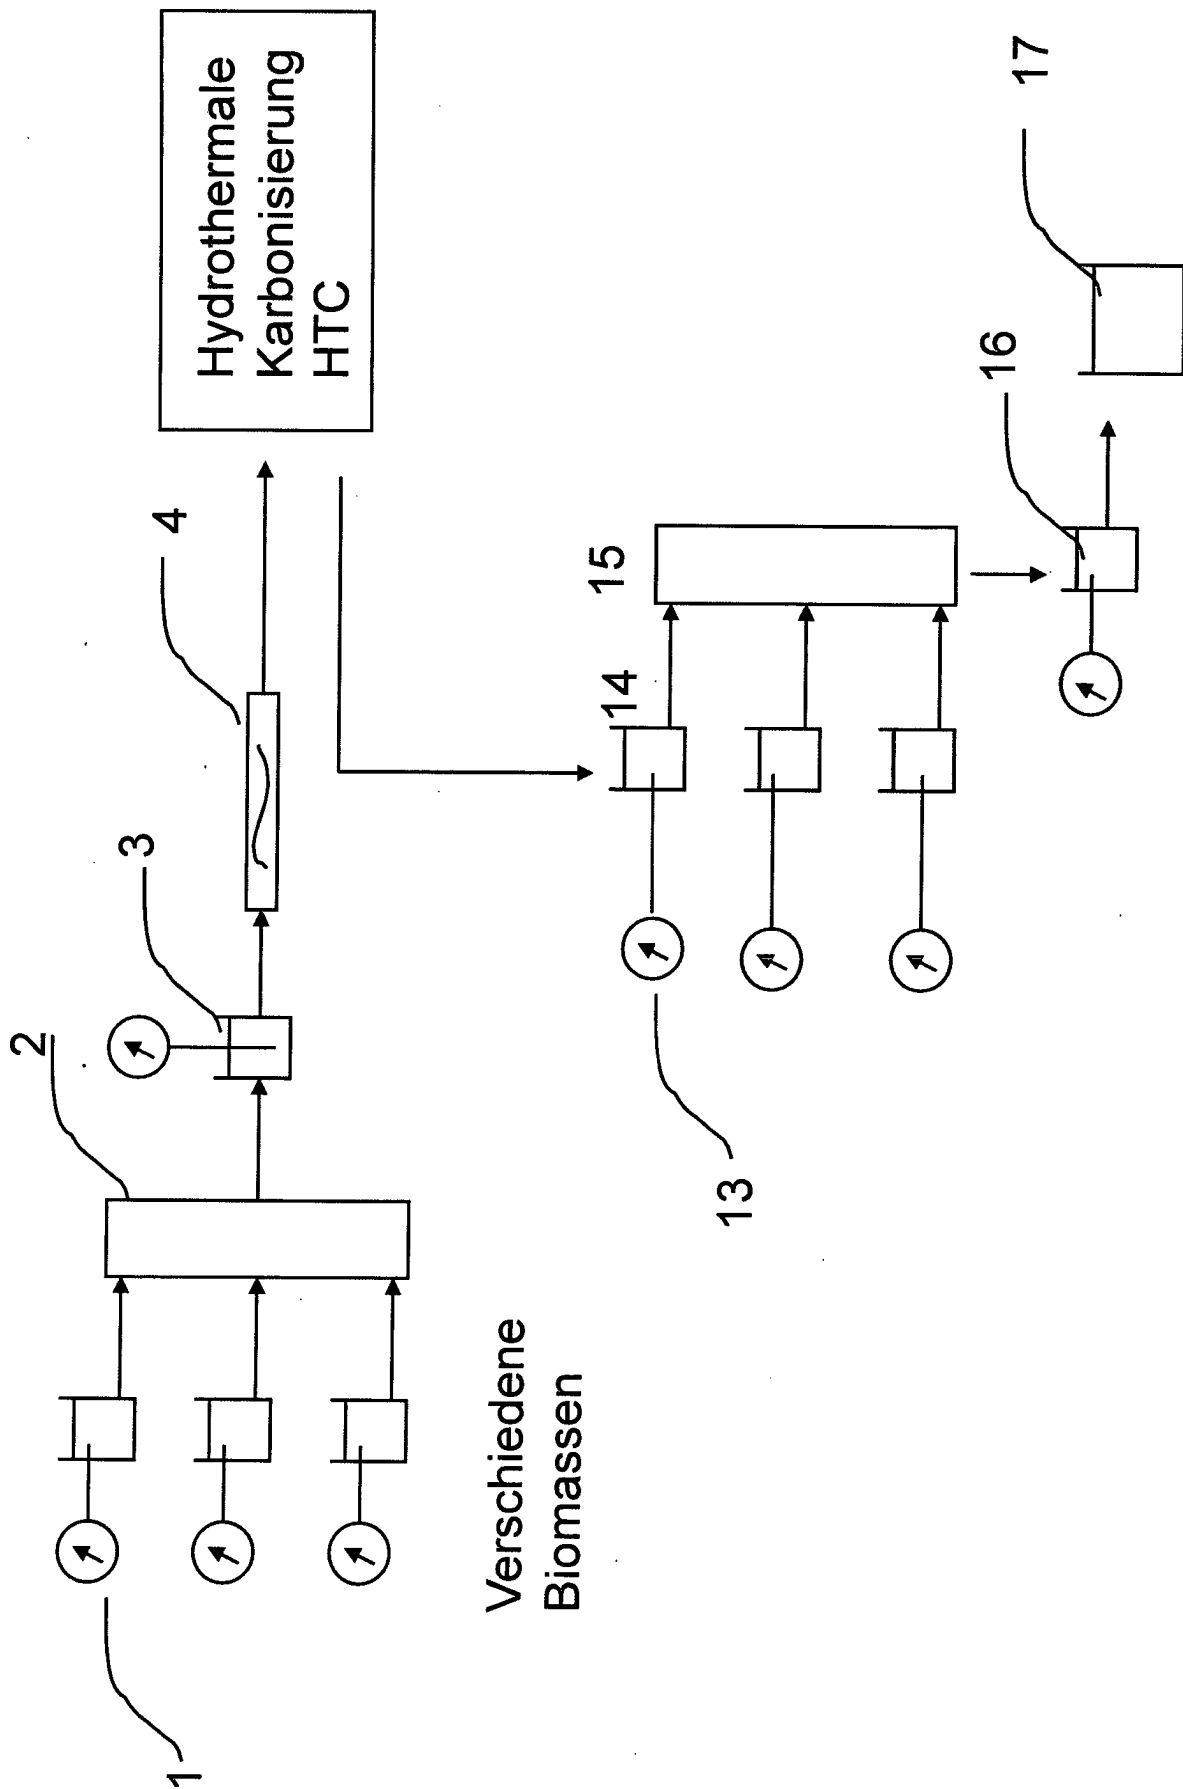 Hydrothermale
Karbonisierung
HTC
1
2
3
4
Verschiedene
Biomassen
13
14
15
16
17